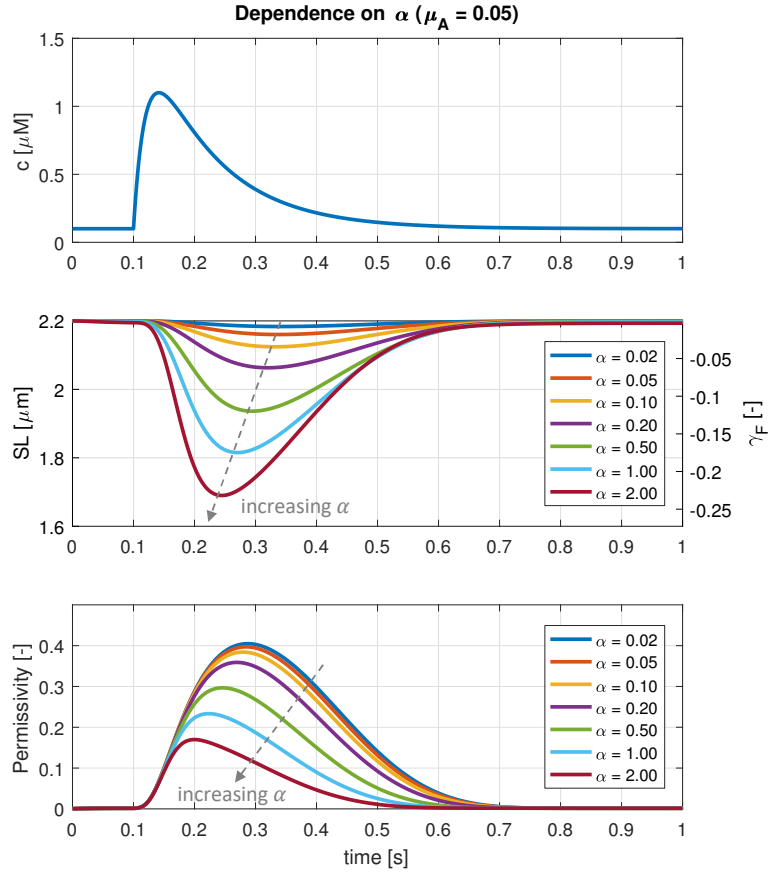 Dependence on α (μ_A = 0.05)
c [μM]
1.5
1
0.5
0
0 0.1 0.2 0.3 0.4 0.5 0.6 0.7 0.8 0.9 1
SL [μm]
2.2
2
1.8
1.6
0 0.1 0.2 0.3 0.4 0.5 0.6 0.7 0.8 0.9 1
increasing α
α = 0.02
α = 0.05
α = 0.10
α = 0.20
α = 0.50
α = 1.00
α = 2.00
-0.05
-0.1
-0.15
-0.2
-0.25
γ_F [-]
Permissivity [-]
0.4
0.3
0.2
0.1
0
0 0.1 0.2 0.3 0.4 0.5 0.6 0.7 0.8 0.9 1
increasing α
α = 0.02
α = 0.05
α = 0.10
α = 0.20
α = 0.50
α = 1.00
α = 2.00
time [s]